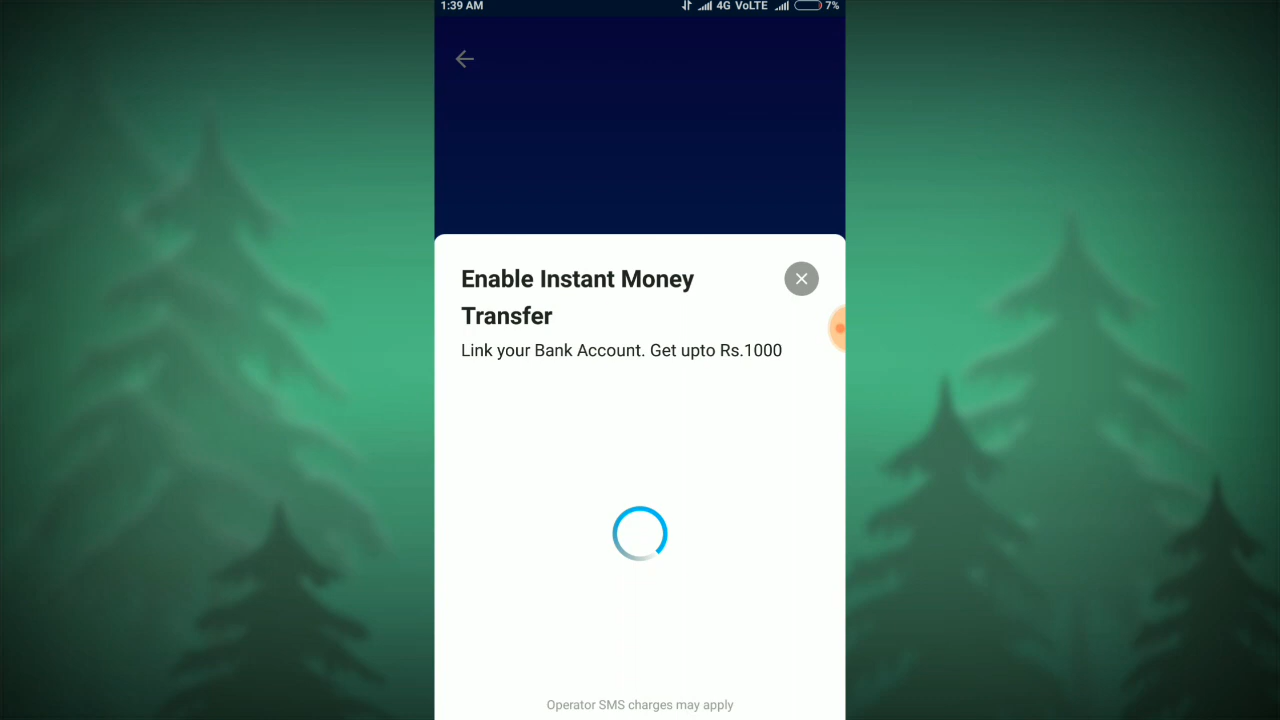 1:39 AM 4G VoLTE 7%
Enable Instant Money
Transfer
Link your Bank Account. Get upto Rs.1000
Operator SMS charges may apply